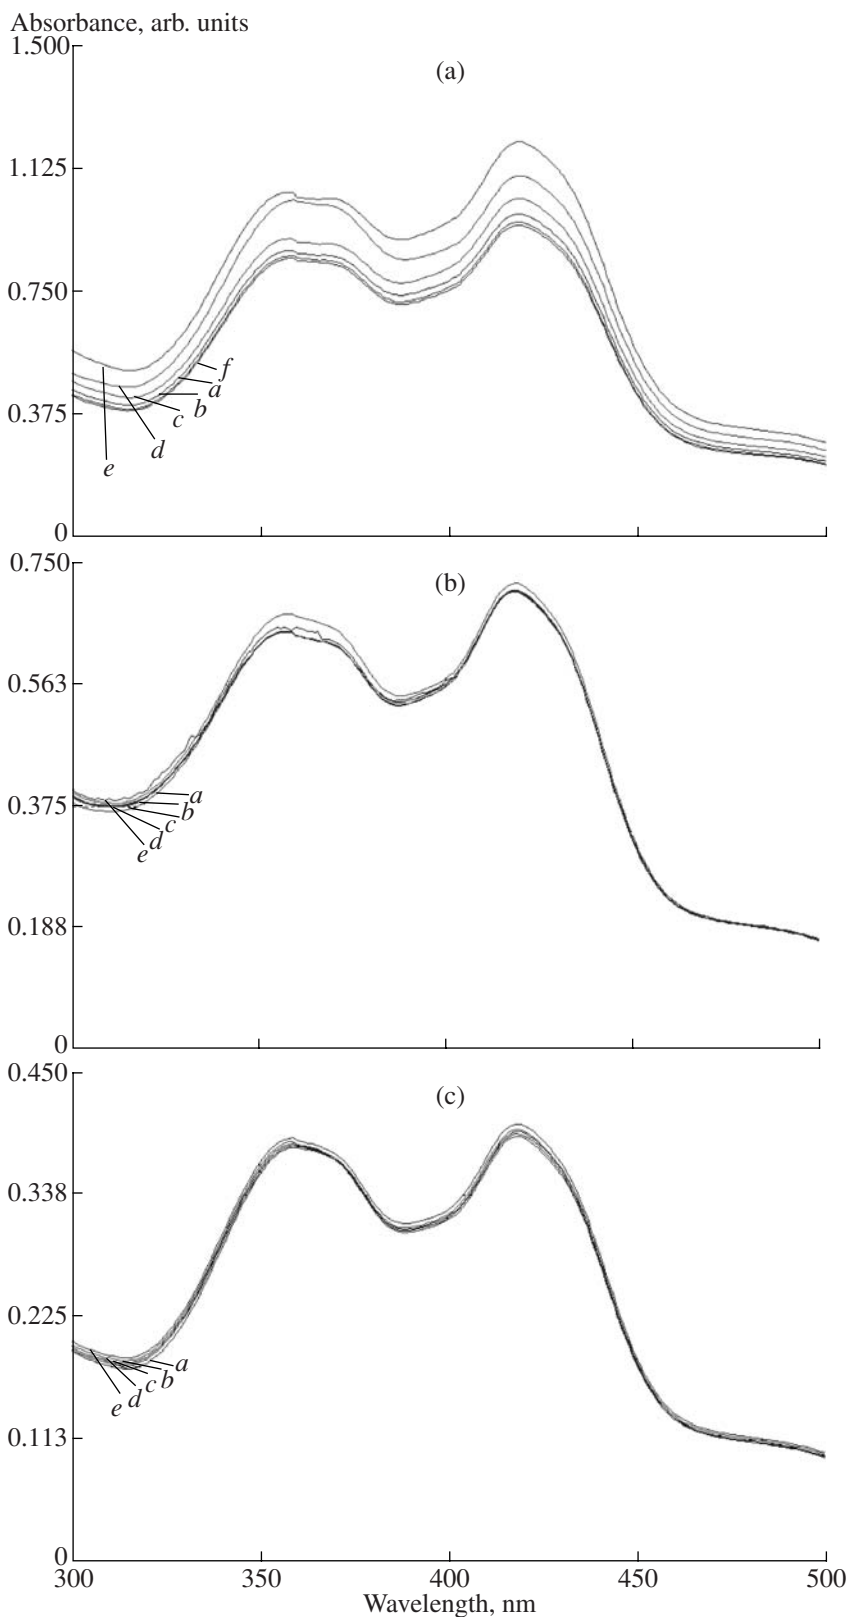 Absorbance, arb. units
1.500
(a)
1.125
0.750
f
a
0.375
b
c
d
e
0
0.750
(b)
0.563
0.375
a
b
c
d
e
0.188
0
0.450
(c)
0.338
0.225
a
b
c
d
e
0.113
0
300 350 400 450 500
Wavelength, nm